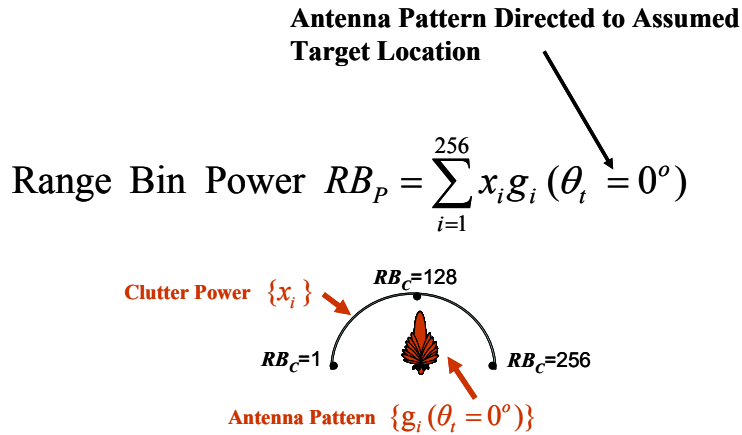 Antenna Pattern Directed to Assumed
Target Location
Range Bin Power RB_P = \sum_{i=1}^{256} x_i g_i (θ_t = 0°)
RB_C=128
Clutter Power {x_i}
RB_C=1
RB_C=256
Antenna Pattern {g_i (θ_t = 0°)}